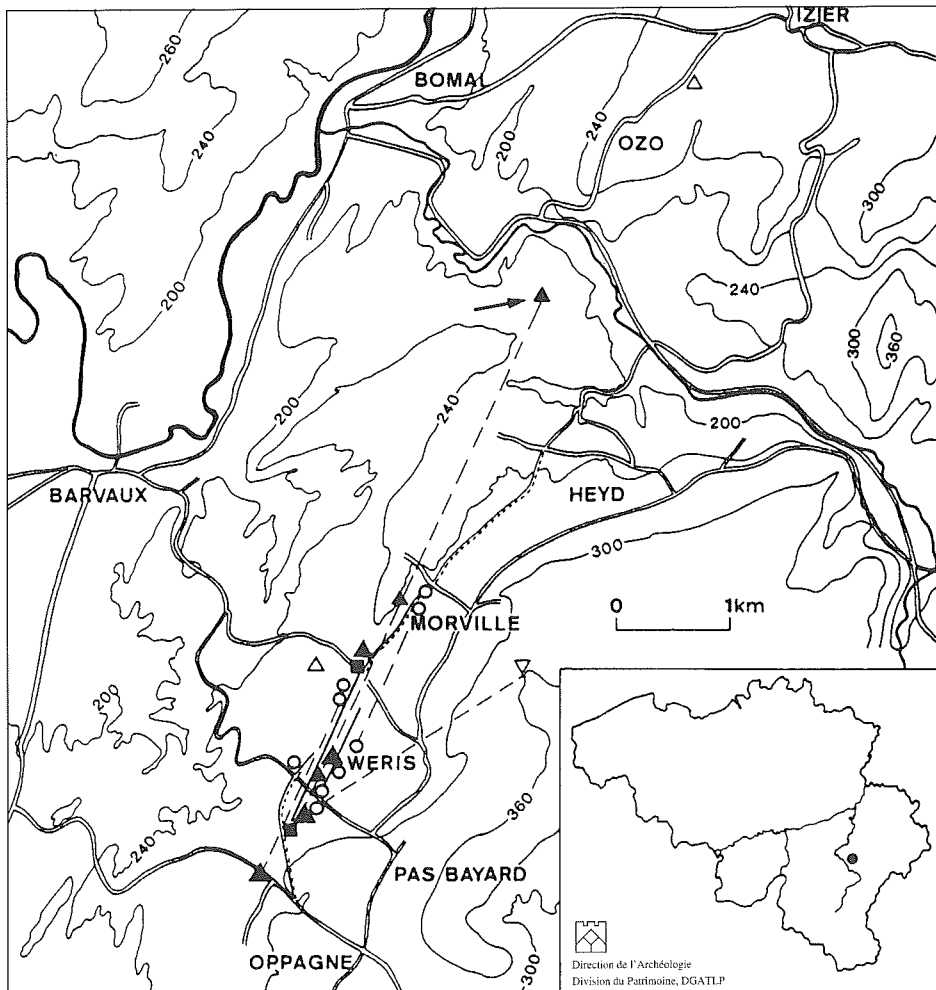 IZIER
260
BOMAL
240
200
240
OZO
300
200
240
300
360
200
240
200
BARVAUX
HEYD
300
0 1km
MORVILLE
200
WERIS
360
240
PAS BAYARD
OPPAGNE
300
Direction de l'Archéologie
Division du Patrimoine, DGATLP